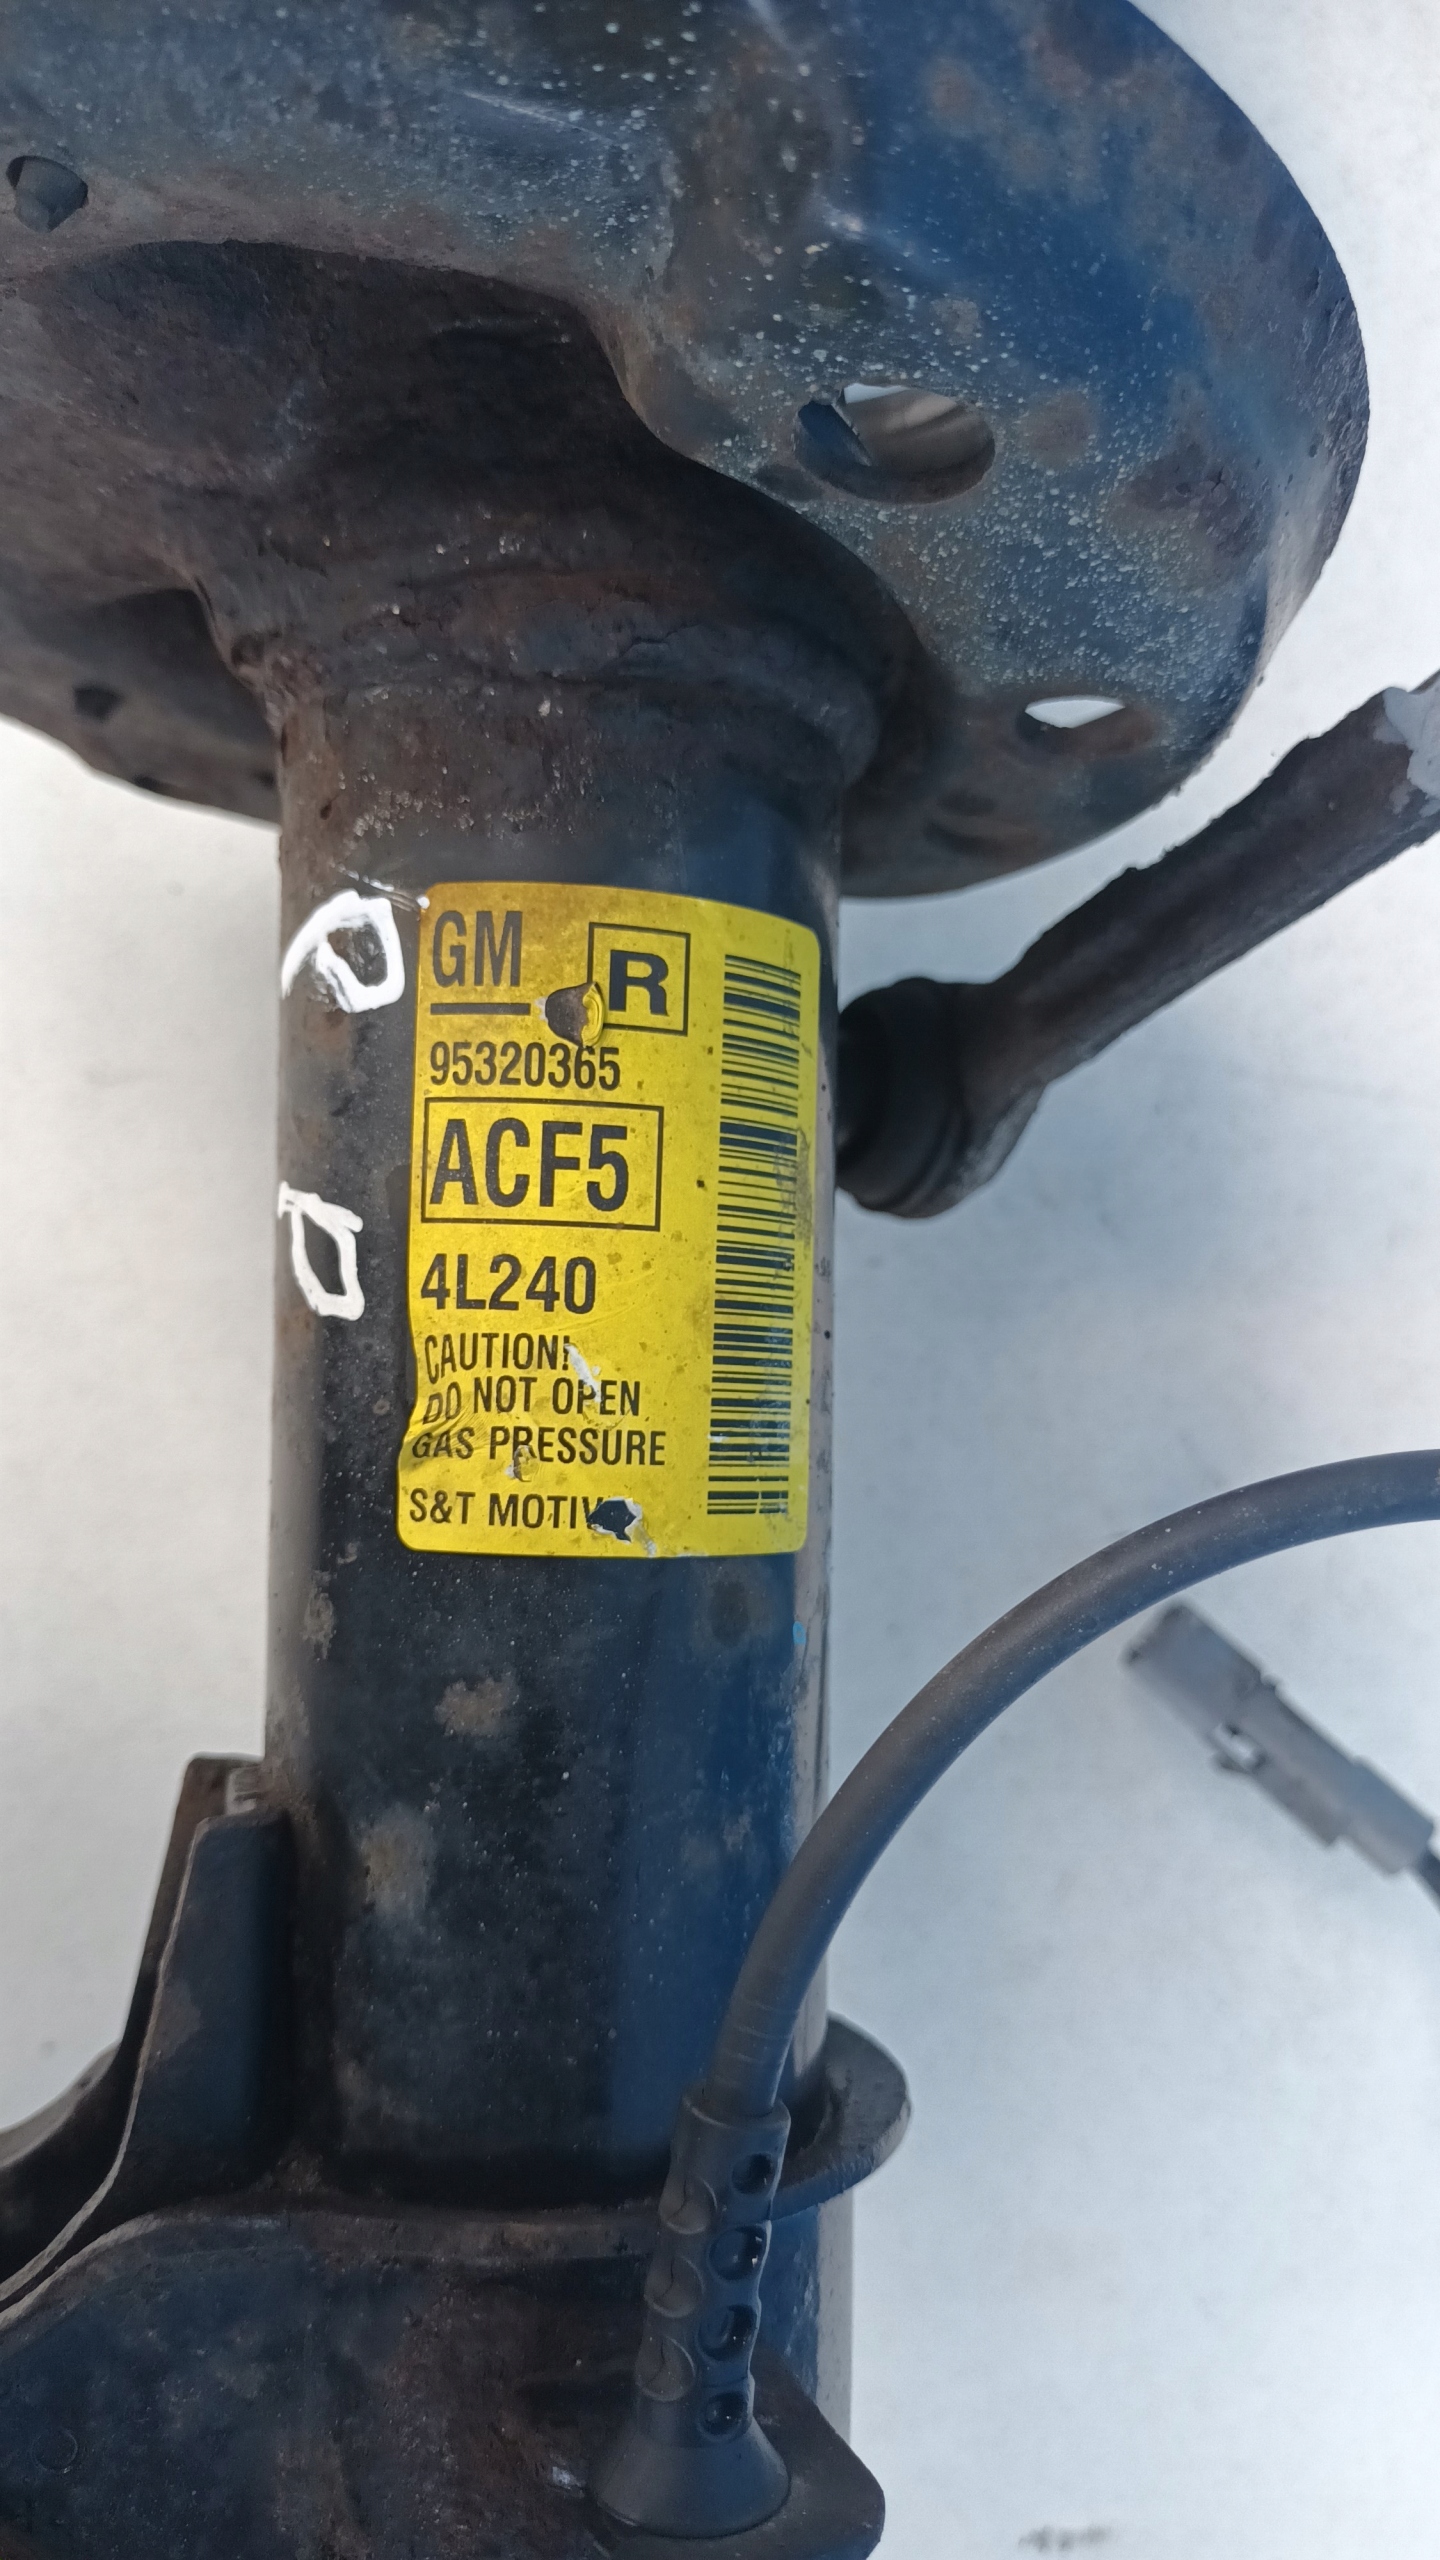 GM R
95320365
ACF5
4L240
CAUTION!
DO NOT OPEN
GAS PRESSURE
S&T MOTIV